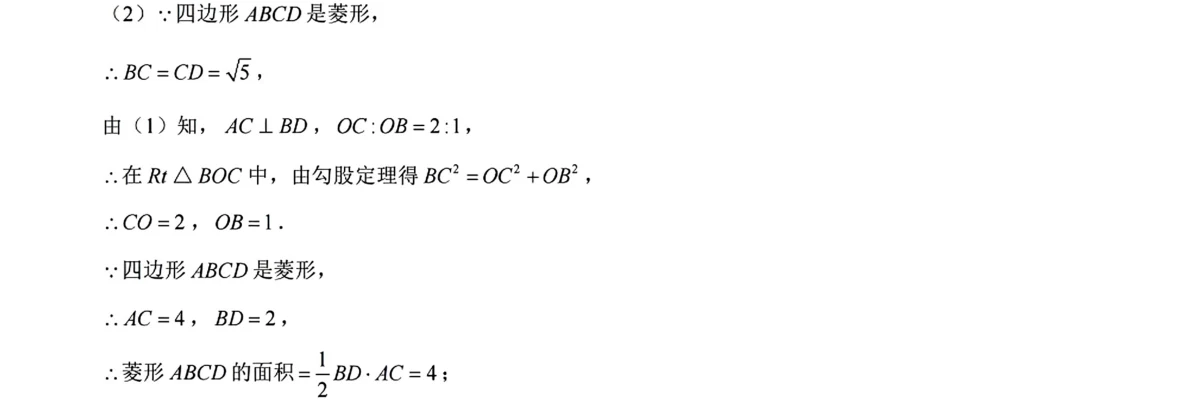 （2）∵四边形 ABCD 是菱形，
∴BC = CD = √5，
由（1）知， AC ⊥ BD，OC : OB = 2 : 1，
∴在 Rt △ BOC 中，由勾股定理得 BC² = OC² + OB²，
∴CO = 2，OB = 1．
∵四边形 ABCD 是菱形，
∴AC = 4，BD = 2，
∴菱形 ABCD 的面积 = 1/2 BD · AC = 4；